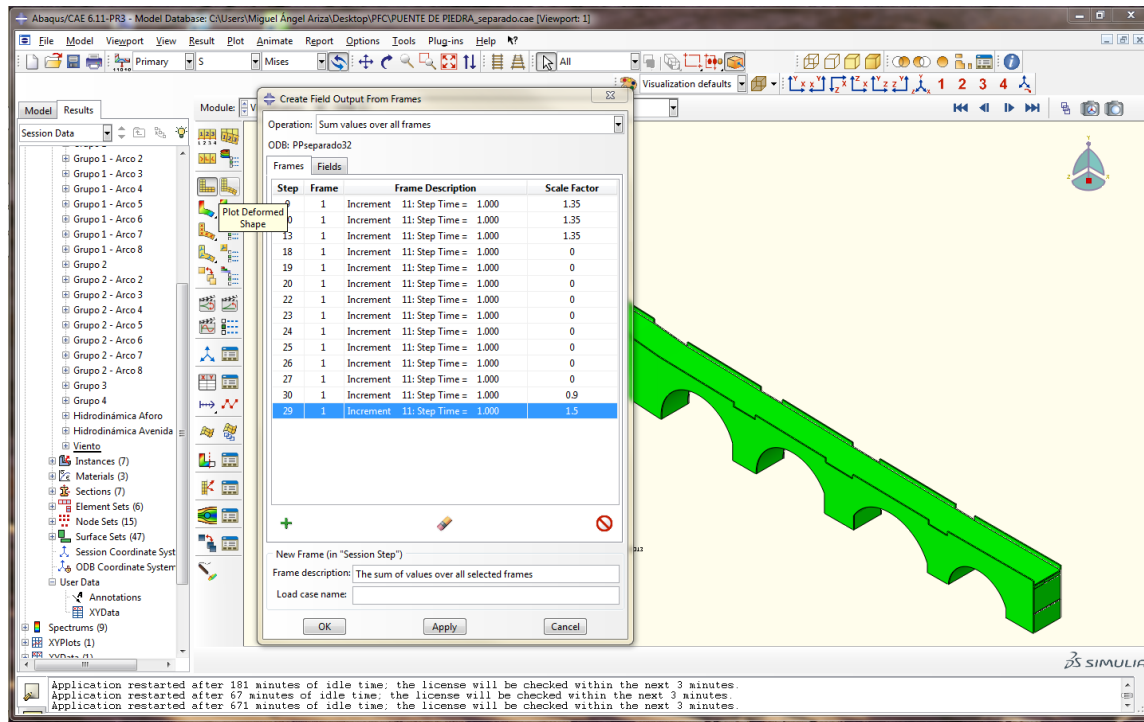 Abaqus/CAE 6.11-PR3 - Model Database: C:\Users\Miguel Ángel Ariza\Desktop\PFC\PUENTE DE PIEDRA_separado.cae [Viewport: 1]
File Model Viewport View Result Plot Animate Report Options Tools Plug-ins Help
Primary S Mises All
Visualization defaults 1 2 3 4
Model Results
Module:
Session Data
Grupo 1 - Arco 2
Grupo 1 - Arco 3
Grupo 1 - Arco 4
Grupo 1 - Arco 5
Grupo 1 - Arco 6
Grupo 1 - Arco 7
Grupo 1 - Arco 8
Grupo 2
Grupo 2 - Arco 2
Grupo 2 - Arco 3
Grupo 2 - Arco 4
Grupo 2 - Arco 5
Grupo 2 - Arco 6
Grupo 2 - Arco 7
Grupo 2 - Arco 8
Grupo 3
Grupo 4
Hidrodinámica Aforo
Hidrodinámica Avenida
Viento
Instances (7)
Materials (3)
Sections (7)
Element Sets (6)
Node Sets (15)
Surface Sets (47)
Session Coordinate Syst
ODB Coordinate System
User Data
Annotations
XYData
Spectrums (9)
XYPlots (1)
Plot Deformed
Shape
Create Field Output From Frames
Operation: Sum values over all frames
ODB: PPseparado32
Frames Fields
Step Frame Frame Description Scale Factor
1 Increment 11: Step Time = 1.000 1.35
1 Increment 11: Step Time = 1.000 1.35
13 1 Increment 11: Step Time = 1.000 1.35
18 1 Increment 11: Step Time = 1.000 0
19 1 Increment 11: Step Time = 1.000 0
20 1 Increment 11: Step Time = 1.000 0
22 1 Increment 11: Step Time = 1.000 0
23 1 Increment 11: Step Time = 1.000 0
24 1 Increment 11: Step Time = 1.000 0
25 1 Increment 11: Step Time = 1.000 0
26 1 Increment 11: Step Time = 1.000 0
27 1 Increment 11: Step Time = 1.000 0
30 1 Increment 11: Step Time = 1.000 0.9
29 1 Increment 11: Step Time = 1.000 1.5
New Frame (in "Session Step")
Frame description: The sum of values over all selected frames
Load case name:
OK Apply Cancel
SIMULIA
Application restarted after 181 minutes of idle time; the license will be checked within the next 3 minutes.
Application restarted after 67 minutes of idle time; the license will be checked within the next 3 minutes.
Application restarted after 671 minutes of idle time; the license will be checked within the next 3 minutes.